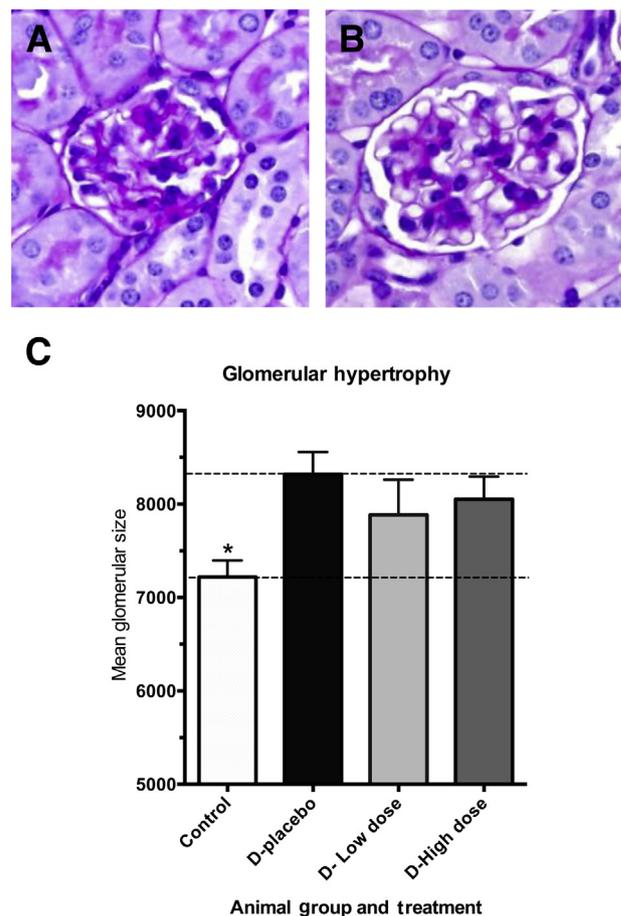 A
B
C
Glomerular hypertrophy
Mean glomerular size
9000
8000
7000
6000
5000
*
Control
D-placebo
D- Low dose
D-High dose
Animal group and treatment